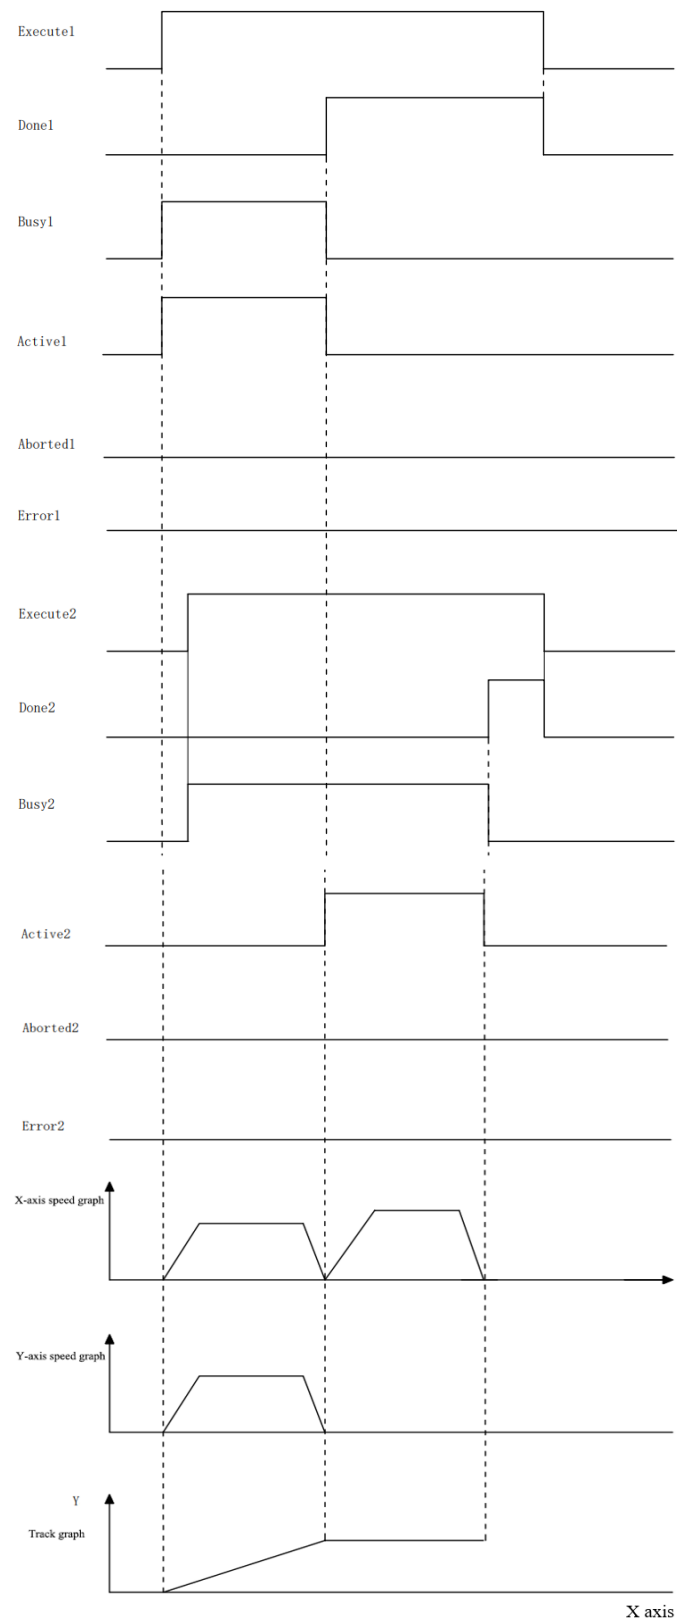 Execute1
Done1
Busy1
Active1
Aborted1
Error1
Execute2
Done2
Busy2
Active2
Aborted2
Error2
X-axis speed graph
Y-axis speed graph
Y
Track graph
X axis